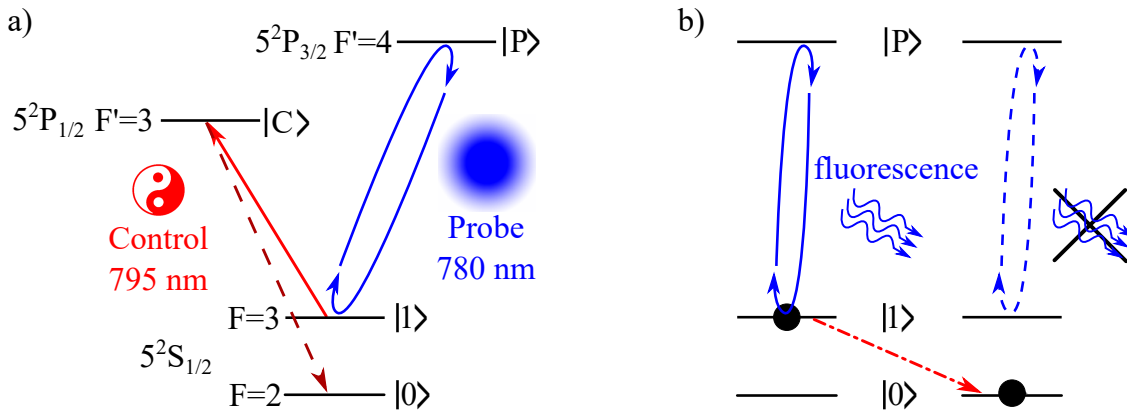 a)
5²P₃/₂ F'=4 |P⟩
5²P₁/₂ F'=3 |C⟩
Control
795 nm
Probe
780 nm
F=3 |1⟩
5²S₁/₂
F=2 |0⟩
b)
|P⟩
fluorescence
|1⟩
|0⟩